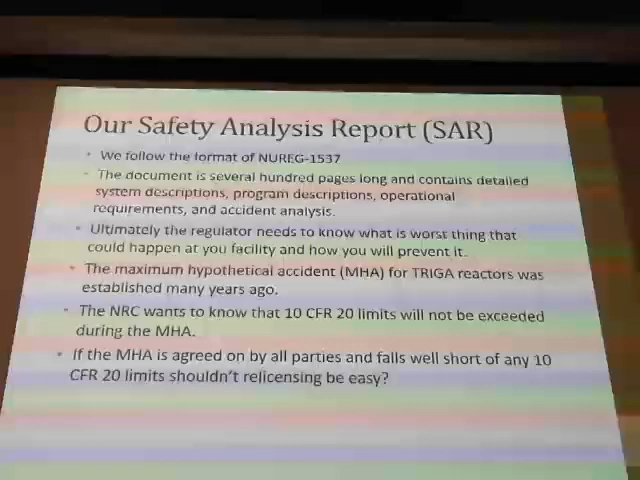 Our Safety Analysis Report (SAR)
• We follow the format of NUREG-1537
• The document is several hundred pages long and contains detailed
system descriptions, program descriptions, operational
requirements, and accident analysis.
• Ultimately the regulator needs to know what is worst thing that
could happen at you facility and how you will prevent it.
• The maximum hypothetical accident (MHA) for TRIGA reactors was
established many years ago.
• The NRC wants to know that 10 CFR 20 limits will not be exceeded
during the MHA.
• If the MHA is agreed on by all parties and falls well short of any 10
CFR 20 limits shouldn't relicensing be easy?